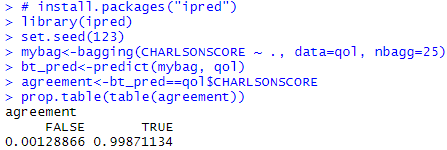 > # install.packages("ipred")
> library(ipred)
> set.seed(123)
> mybag<-bagging(CHARLSONSCORE ~ ., data=qol, nbagg=25)
> bt_pred<-predict(mybag, qol)
> agreement<-bt_pred==qol$CHARLSONSCORE
> prop.table(table(agreement))
agreement
FALSE TRUE
0.00128866 0.99871134